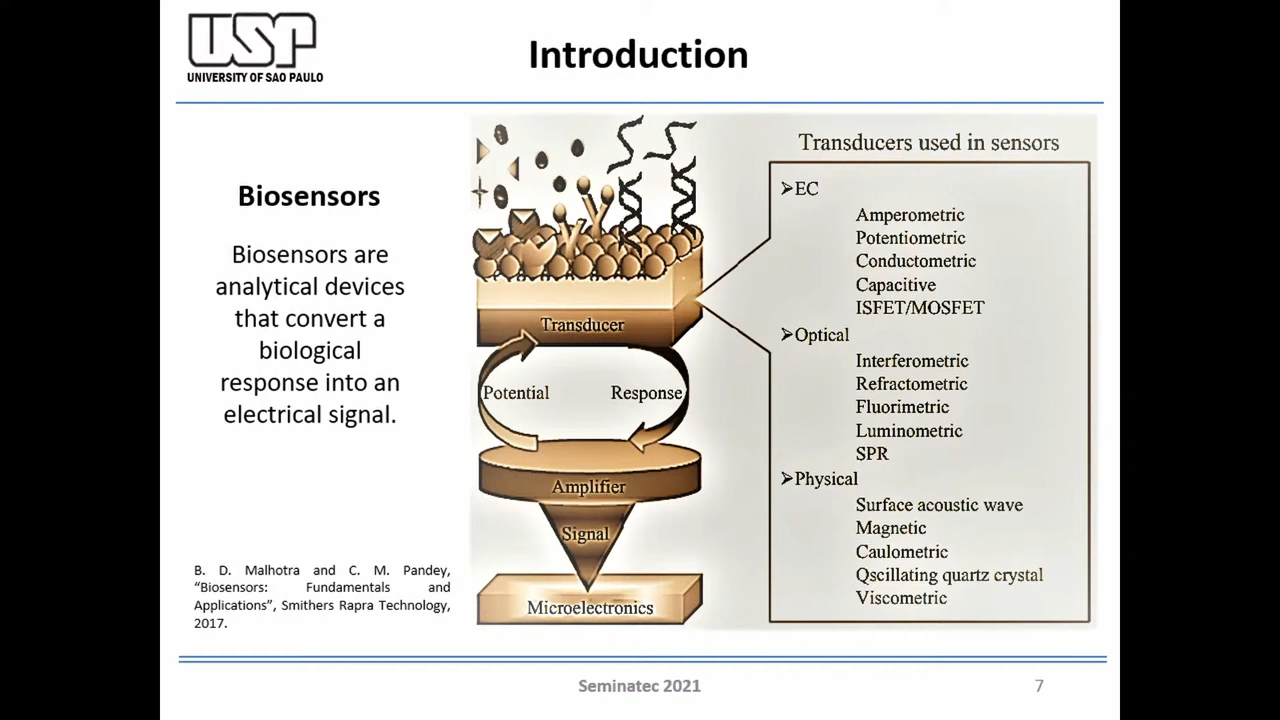 USP
UNIVERSITY OF SAO PAULO
Introduction
Biosensors
Biosensors are
analytical devices
that convert a
biological
response into an
electrical signal.
B. D. Malhotra and C. M. Pandey,
“Biosensors: Fundamentals and
Applications”, Smithers Rapra Technology,
2017.
Transducer
Potential
Response
Amplifier
Signal
Microelectronics
Transducers used in sensors
➢EC
Amperometric
Potentiometric
Conductometric
Capacitive
ISFET/MOSFET
➢Optical
Interferometric
Refractometric
Fluorimetric
Luminometric
SPR
➢Physical
Surface acoustic wave
Magnetic
Caulometric
Qscillating quartz crystal
Viscometric
Seminatec 2021
7